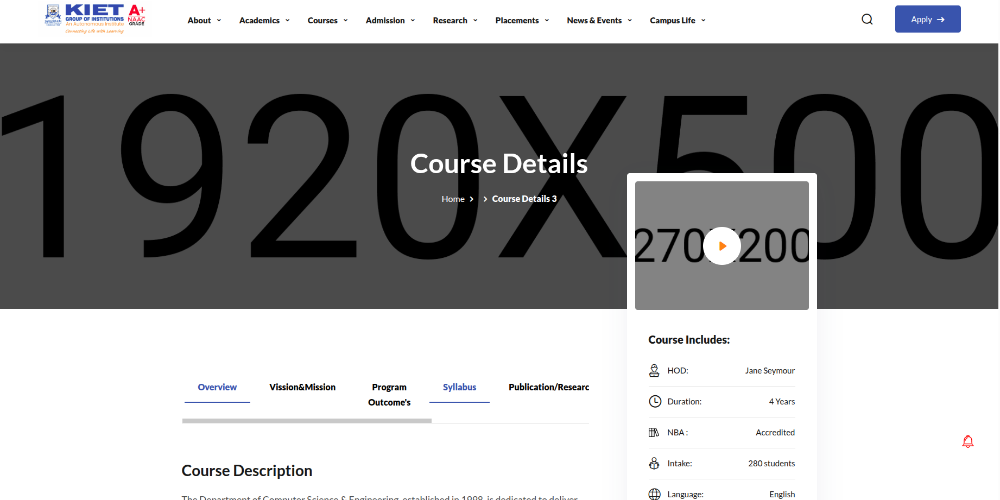 KIET
GROUP OF INSTITUTIONS
An Autonomous Institute
Connecting Life with Learning
A+
NAAC
GRADE
About
Academics
Courses
Admission
Research
Placements
News & Events
Campus Life
Apply
1920X500
Course Details
Home
Course Details 3
270X200
Course Includes:
HOD: Jane Seymour
Duration: 4 Years
NBA : Accredited
Intake: 280 students
Language: English
Overview
Vission&Mission
Program
Outcome's
Syllabus
Publication/Researc
Course Description
The Department of Computer Science & Engineering, established in 1998, is dedicated to deliver